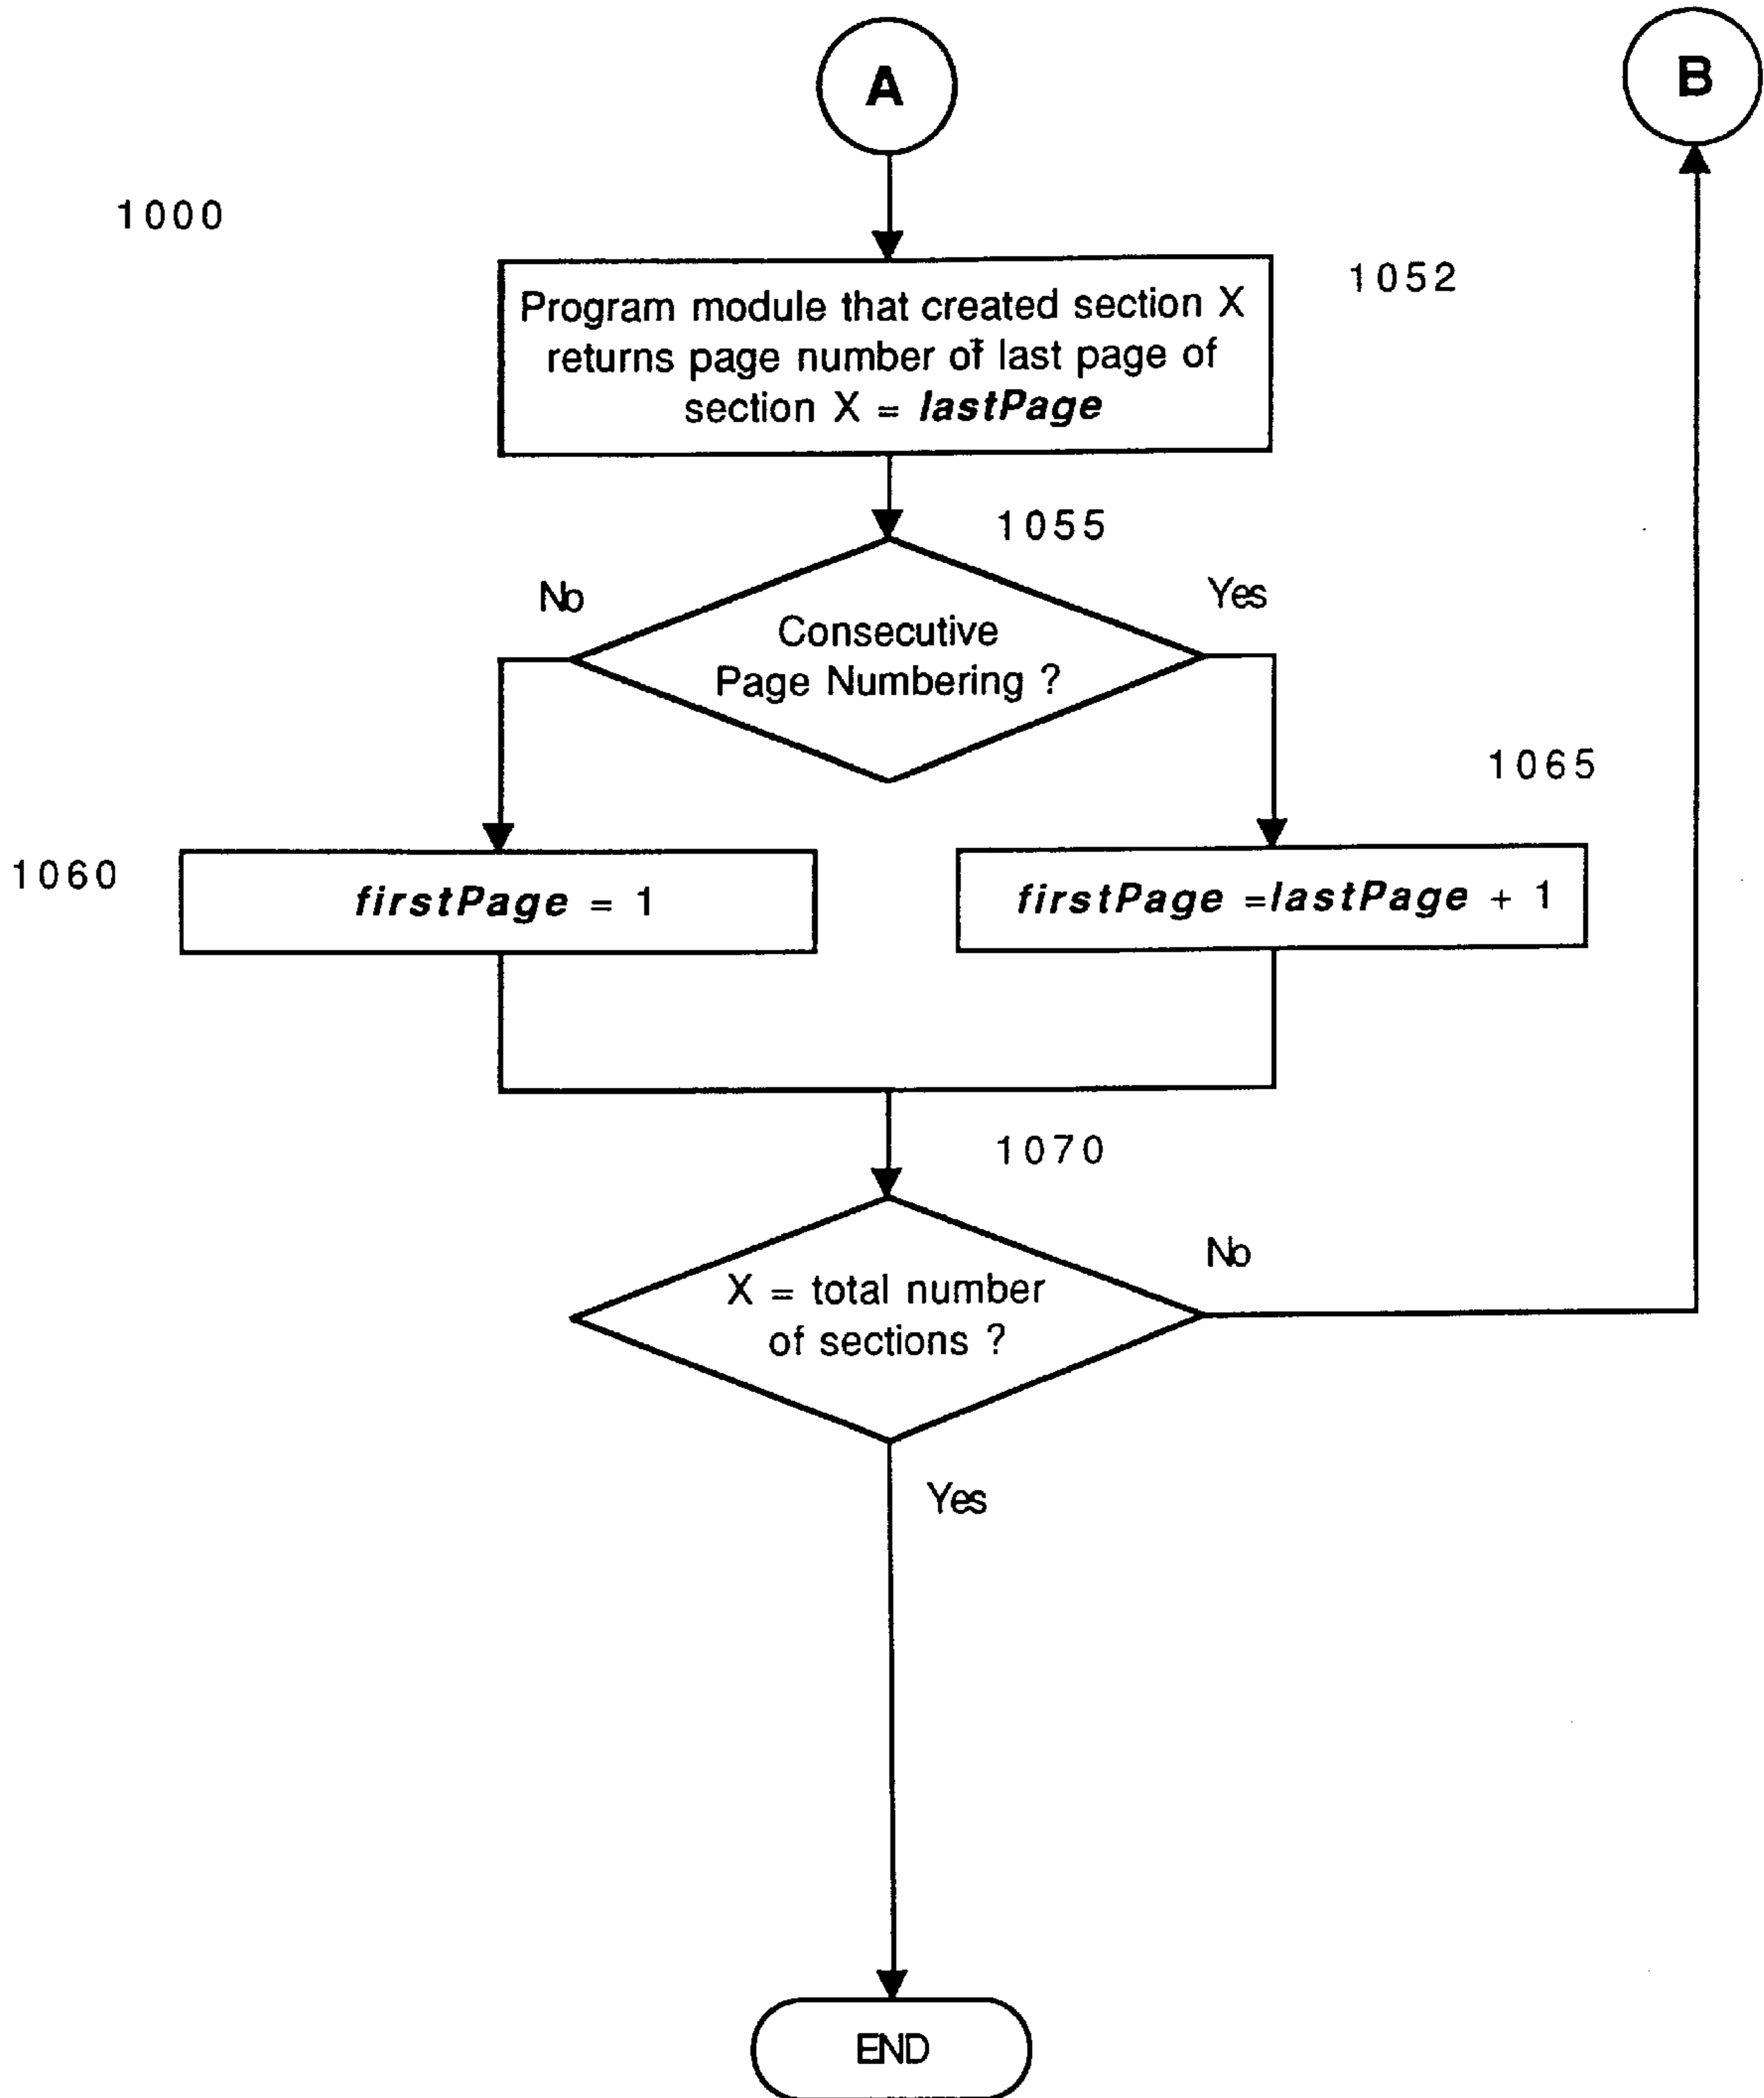 A
B
1000
1052
Program module that created section X
returns page number of last page of
section X = lastPage
1055
No
Yes
Consecutive
Page Numbering ?
1065
1060
firstPage = 1
firstPage =lastPage + 1
1070
No
X = total number
of sections ?
Yes
END